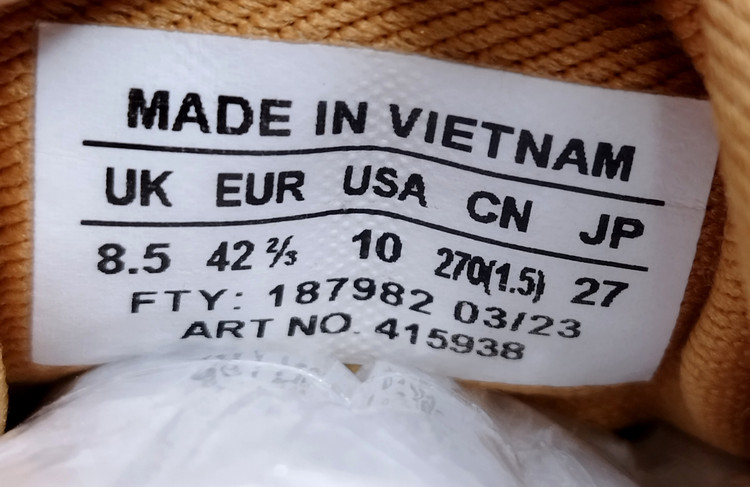 MADE IN VIETNAM
UK EUR USA CN JP
8.5 42 ⅔ 10 270(1.5) 27
FTY: 187982 03/23
ART NO. 415938